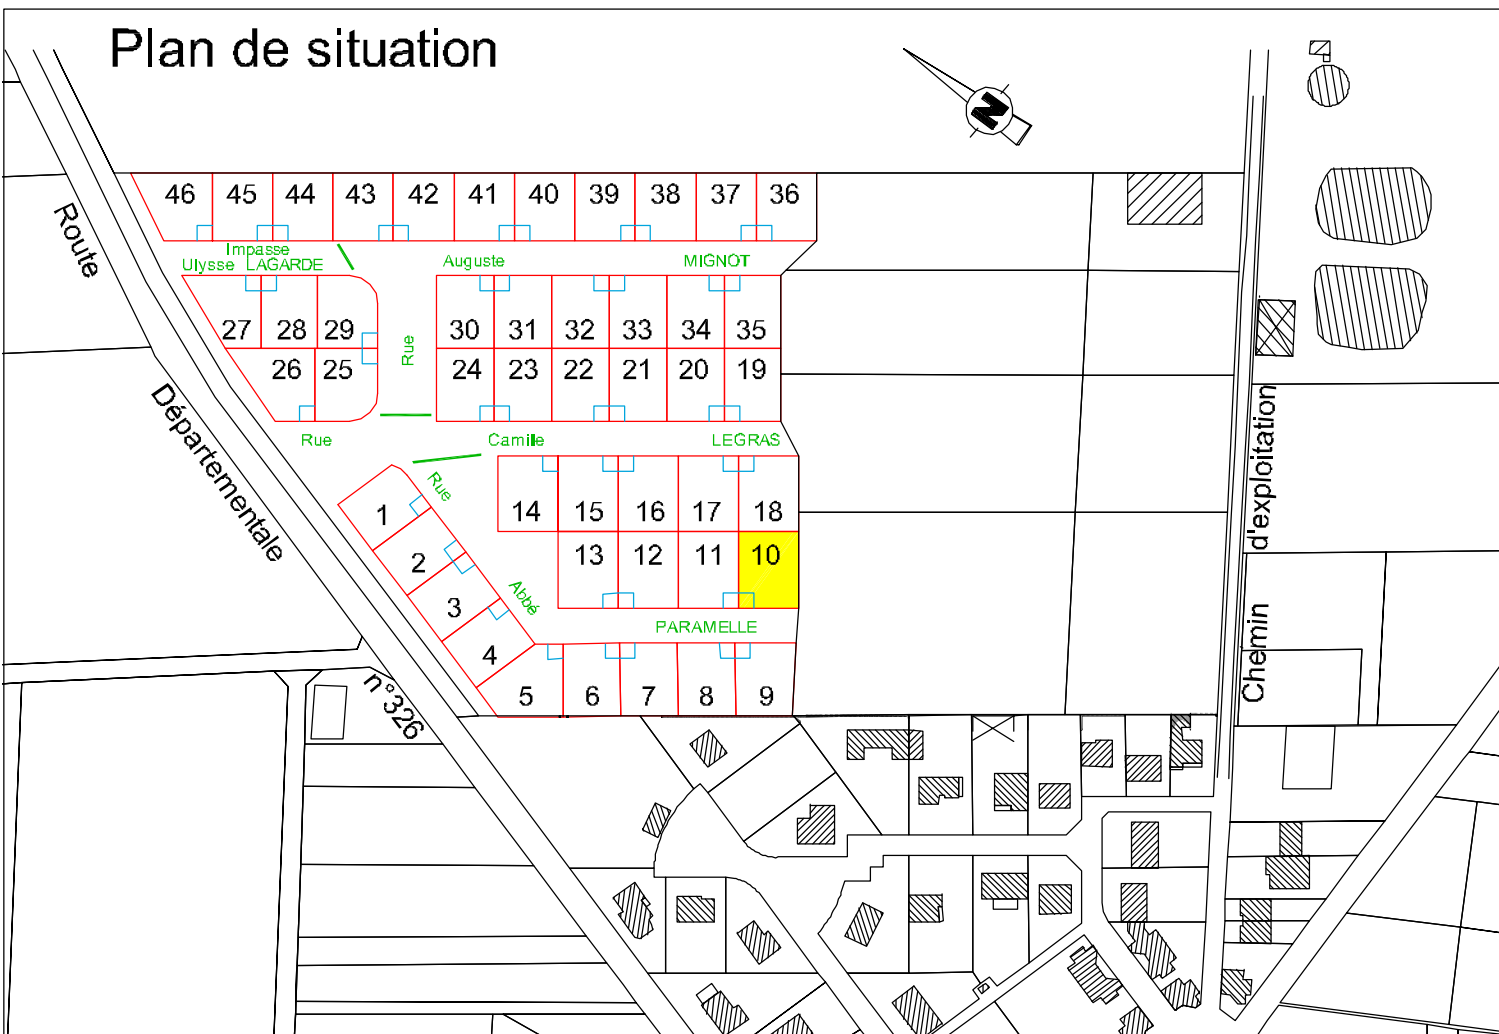 Plan de situation
N
46 45 44 43 42 41 40 39 38 37 36
Impasse
Ulysse LAGARDE
Auguste
MIGNOT
Route
27 28 29
Rue
30 31 32 33 34 35
26 25
24 23 22 21 20 19
Rue
Camille
LEGRAS
Départementale
n°326
Rue
Abbé
PARAMELLE
1
2
3
4
14 15 16 17 18
13 12 11 10
5 6 7 8 9
Chemin
d'exploitation